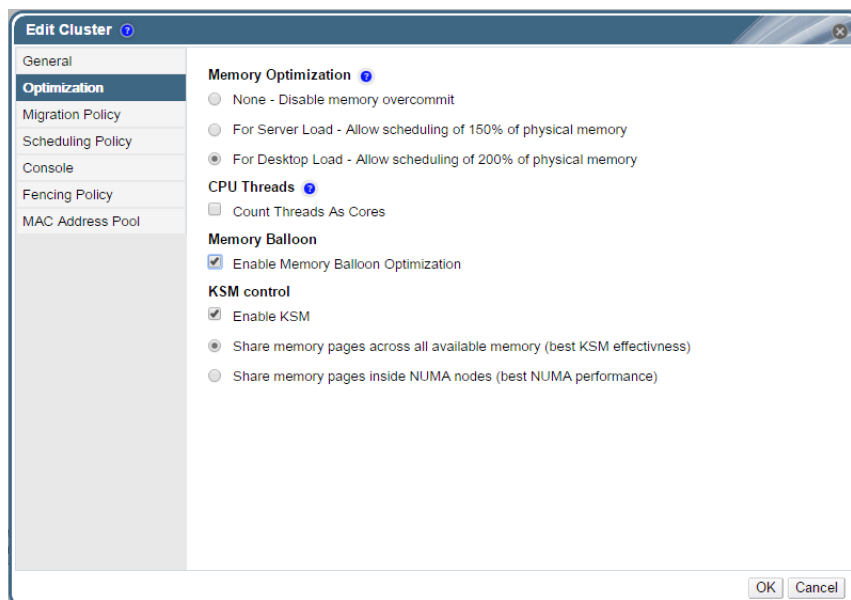 Edit Cluster
General
Optimization
Migration Policy
Scheduling Policy
Console
Fencing Policy
MAC Address Pool
Memory Optimization
None - Disable memory overcommit
For Server Load - Allow scheduling of 150% of physical memory
For Desktop Load - Allow scheduling of 200% of physical memory
CPU Threads
Count Threads As Cores
Memory Balloon
Enable Memory Balloon Optimization
KSM control
Enable KSM
Share memory pages across all available memory (best KSM effectivness)
Share memory pages inside NUMA nodes (best NUMA performance)
OK
Cancel